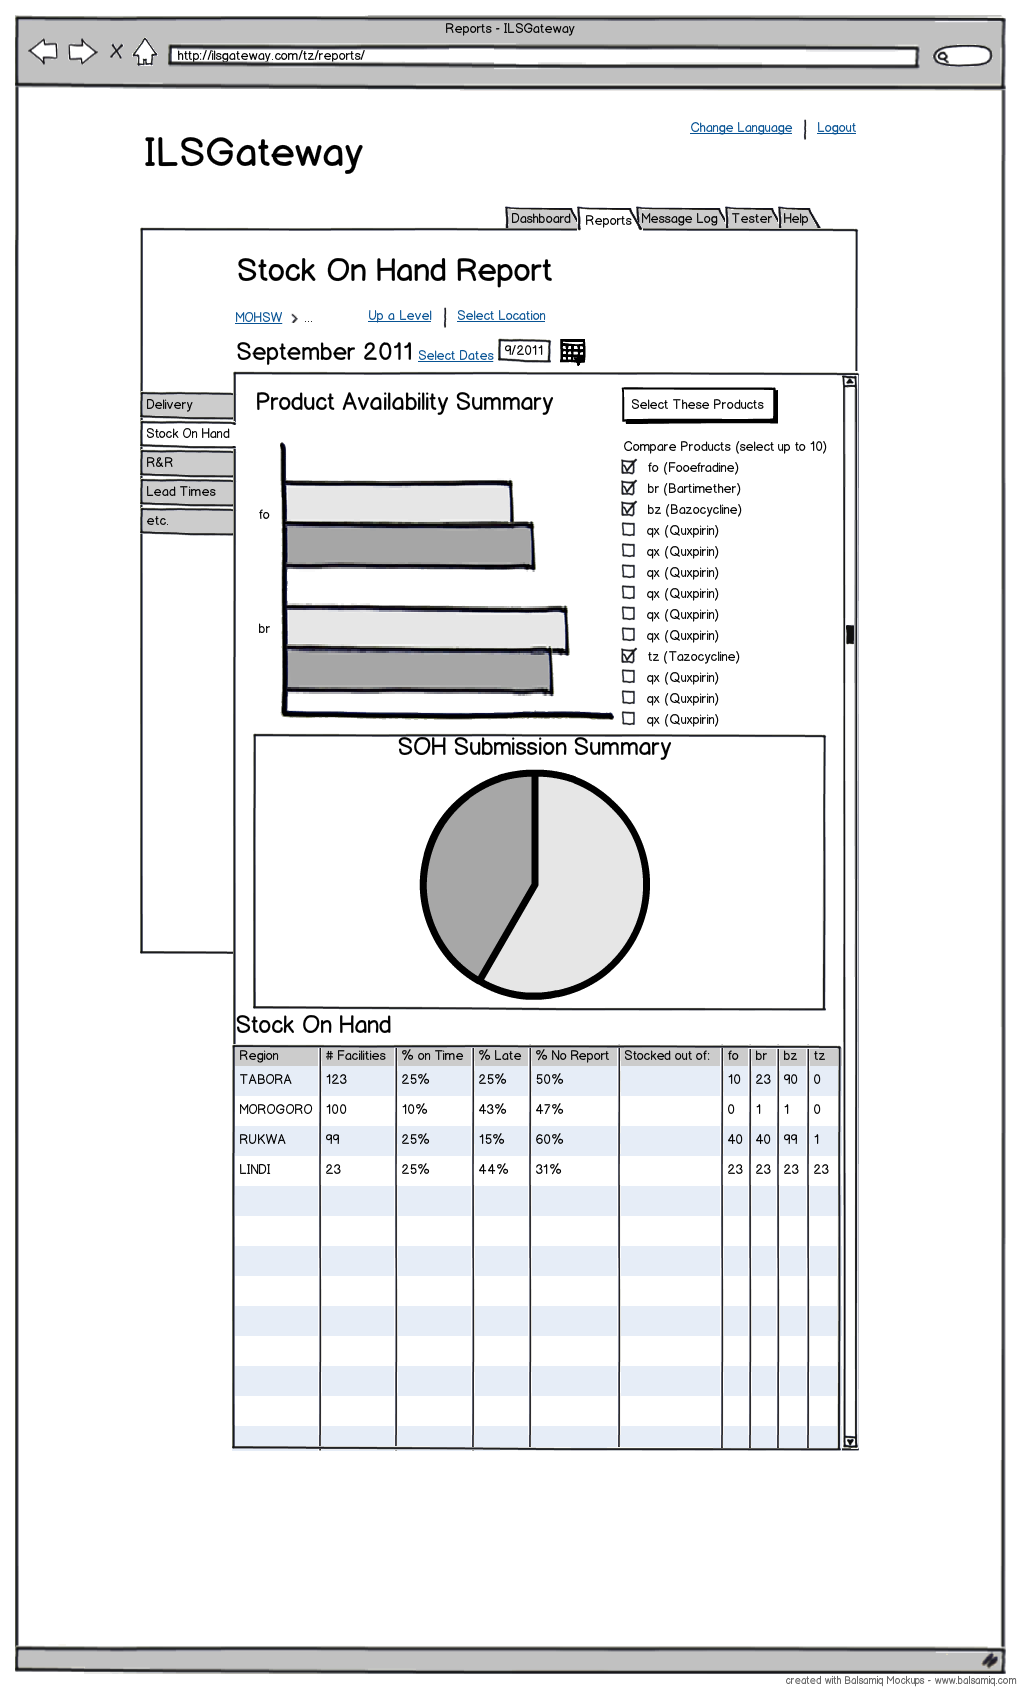 Reports - ILSGateway
http://ilsgateway.com/tz/reports/
Change Language | Logout
ILSGateway
Dashboard Reports Message Log Tester Help
Stock On Hand Report
MOHSW > ... Up a Level | Select Location
September 2011 Select Dates 9/2011
Delivery
Stock On Hand
R&R
Lead Times
etc.
Product Availability Summary
fo
br
Select These Products
Compare Products (select up to 10)
fo (Fooefradine)
br (Bartimether)
bz (Bazocycline)
qx (Quxpirin)
qx (Quxpirin)
qx (Quxpirin)
qx (Quxpirin)
qx (Quxpirin)
qx (Quxpirin)
tz (Tazocycline)
qx (Quxpirin)
qx (Quxpirin)
qx (Quxpirin)
SOH Submission Summary
Stock On Hand
Region # Facilities % on Time % Late % No Report Stocked out of: fo br bz tz
TABORA 123 25% 25% 50% 10 23 90 0
MOROGORO 100 10% 43% 47% 0 1 1 0
RUKWA 99 25% 15% 60% 40 40 99 1
LINDI 23 25% 44% 31% 23 23 23 23
created with Balsamiq Mockups - www.balsamiq.com